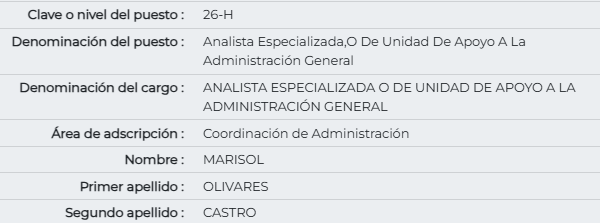 Clave o nivel del puesto : 26-H
Denominación del puesto : Analista Especializada,O De Unidad De Apoyo A La
Administración General
Denominación del cargo : ANALISTA ESPECIALIZADA O DE UNIDAD DE APOYO A LA
ADMINISTRACIÓN GENERAL
Área de adscripción : Coordinación de Administración
Nombre : MARISOL
Primer apellido : OLIVARES
Segundo apellido : CASTRO